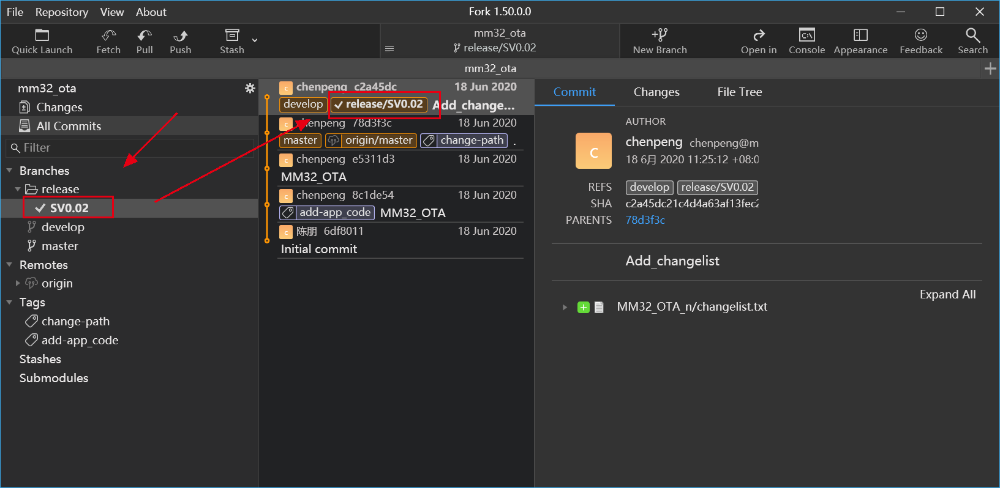 File Repository View About
Fork 1.50.0.0
Quick Launch
Fetch
Pull
Push
Stash
mm32_ota
release/SV0.02
New Branch
Open in
Console
Appearance
Feedback
Search
mm32_ota
mm32_ota
Changes
All Commits
Filter
Branches
release
SV0.02
develop
master
Remotes
origin
Tags
change-path
add-app_code
Stashes
Submodules
c chenpeng c2a45dc 18 Jun 2020
develop release/SV0.02 Add_change...
c chenpeng 78d3f3c 18 Jun 2020
master origin/master change-path .
c chenpeng e5311d3 18 Jun 2020
MM32_OTA
c chenpeng 8c1de54 18 Jun 2020
add-app_code MM32_OTA
c 陈朋 6df8011 18 Jun 2020
Initial commit
Commit Changes File Tree
AUTHOR
c
chenpeng chenpeng@m
18 6月 2020 11:25:12 +08:0
REFS develop release/SV0.02
SHA c2a45dc21c4d4a63af13fec2
PARENTS 78d3f3c
Add_changelist
Expand All
MM32_OTA_n/changelist.txt